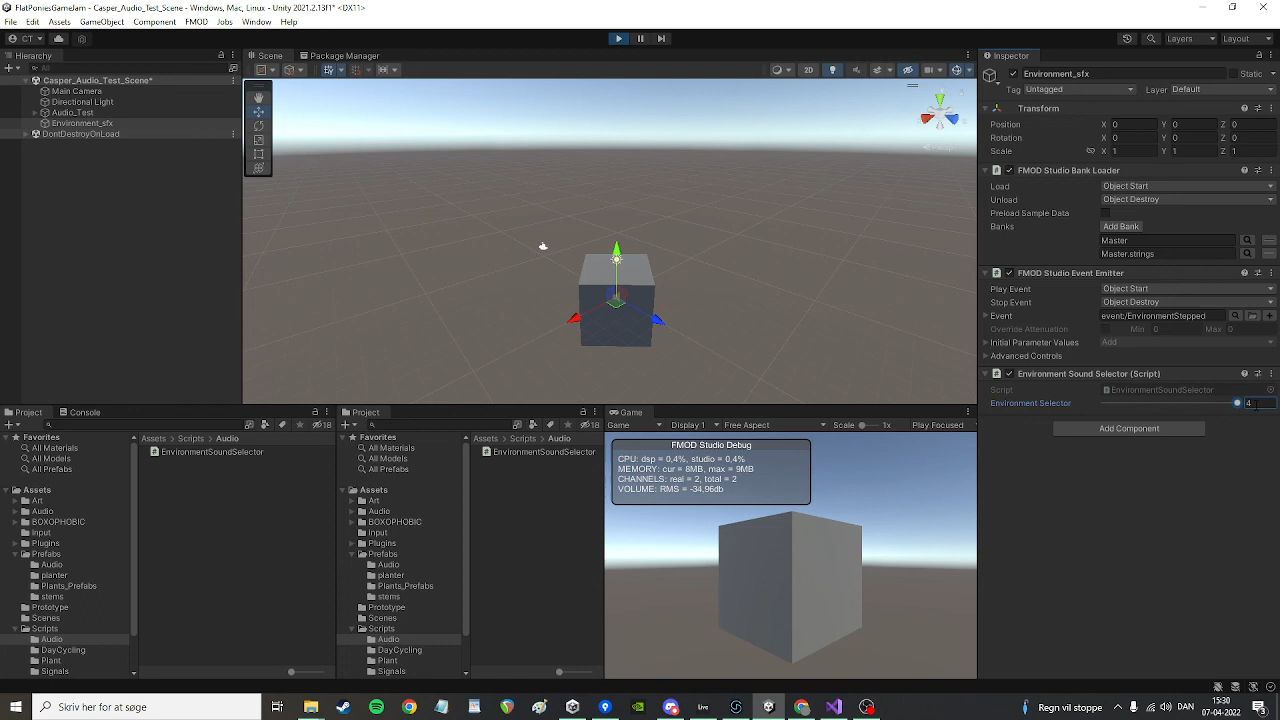 FlatPoniesGameJam - Casper_Audio_Test_Scene* - Windows, Mac, Linux - Unity 2021.2.13f1* <DX11>
File Edit Assets GameObject Component FMOD Jobs Window Help
CT Layers Layout
Hierarchy
All
Casper_Audio_Test_Scene*
Main Camera
Directional Light
Audio_Test
Environment_sfx
DontDestroyOnLoad
Scene Package Manager
2D
Inspector
Environment_sfx Static
Tag Untagged Layer Default
Transform
Position X 0 Y 0 Z 0
Rotation X 0 Y 0 Z 0
Scale X 1 Y 1 Z 1
FMOD Studio Bank Loader
Load Object Start
Unload Object Destroy
Preload Sample Data
Banks Add Bank
Master
Master.strings
FMOD Studio Event Emitter
Play Event Object Start
Stop Event Object Destroy
Event event:/EnvironmentStepped
Override Attenuation Min 0 Max 0
Initial Parameter Values Add
Advanced Controls
Environment Sound Selector (Script)
Script EnvironmentSoundSelector
Environment Selector 4
Add Component
Project Console
18
Favorites
All Materials
All Models
All Prefabs
Assets
Art
Audio
BOXOPHOBIC
Input
Plugins
Prefabs
Audio
planter
Plants_Prefabs
stems
Prototype
Scenes
Scripts
Audio
DayCycling
Plant
Signals
Assets > Scripts > Audio
EnvironmentSoundSelector
Project
18
Favorites
All Materials
All Models
All Prefabs
Assets
Art
Audio
BOXOPHOBIC
Input
Plugins
Prefabs
Audio
planter
Plants_Prefabs
stems
Prototype
Scenes
Scripts
Audio
DayCycling
Plant
Signals
Assets > Scripts > Audio
EnvironmentSoundSelector
Game
Game Display 1 Free Aspect Scale 1x Play Focused
FMOD Studio Debug
CPU: dsp = 0,4%, studio = 0,4%
MEMORY: cur = 8MB, max = 9MB
CHANNELS: real = 2, total = 2
VOLUME: RMS = -34,96db
Skriv her for at søge
Live
Regn vil stoppe
DAN
15:30
07-04-2022